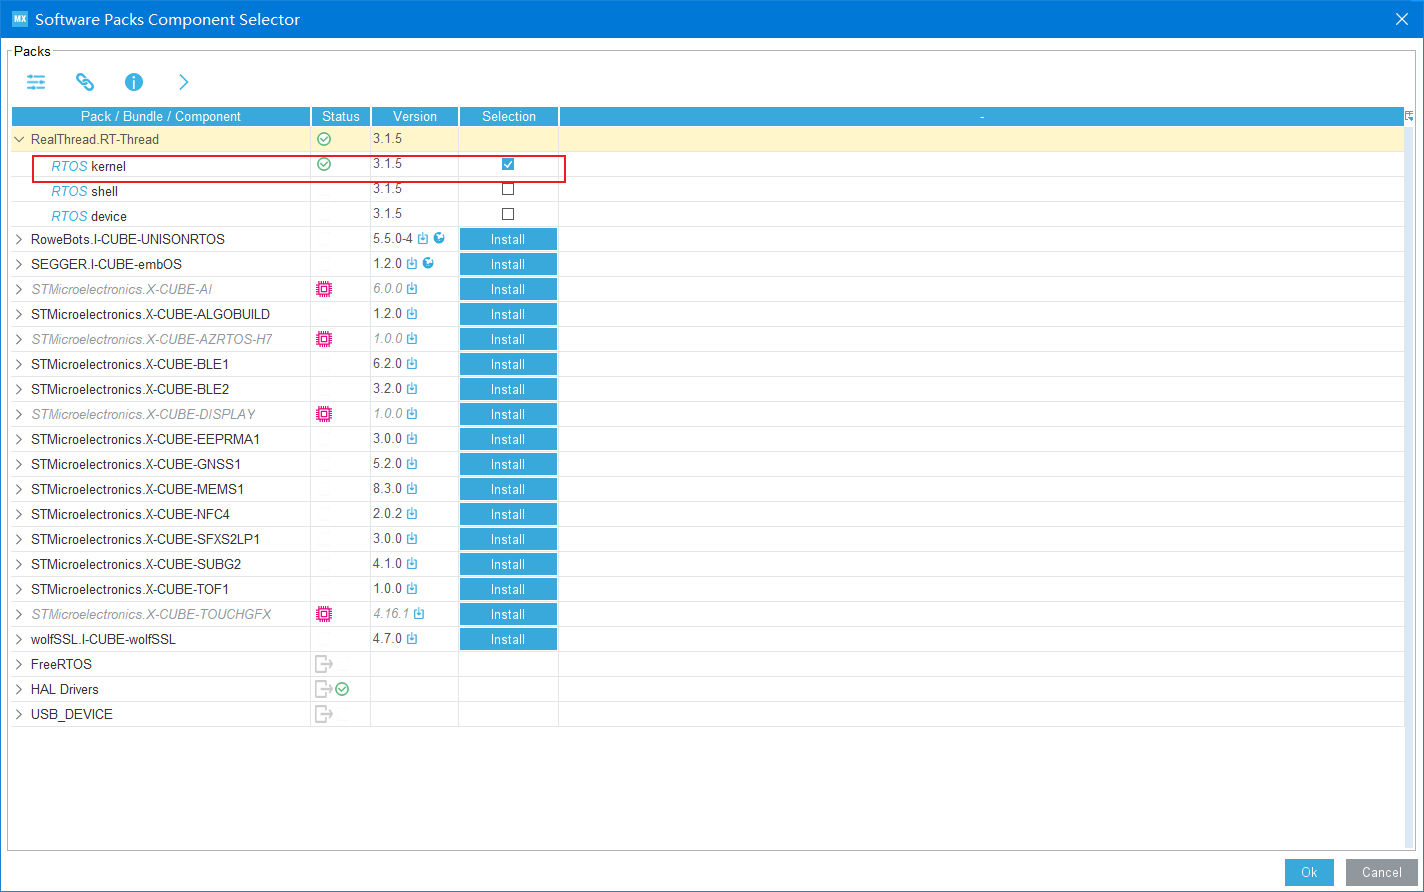 MX Software Packs Component Selector
Packs
Pack / Bundle / Component Status Version Selection -
RealThread.RT-Thread 3.1.5
RTOS kernel 3.1.5
RTOS shell 3.1.5
RTOS device 3.1.5
RoweBots.I-CUBE-UNISONRTOS 5.5.0-4 Install
SEGGER.I-CUBE-embOS 1.2.0 Install
STMicroelectronics.X-CUBE-AI 6.0.0 Install
STMicroelectronics.X-CUBE-ALGOBUILD 1.2.0 Install
STMicroelectronics.X-CUBE-AZRTOS-H7 1.0.0 Install
STMicroelectronics.X-CUBE-BLE1 6.2.0 Install
STMicroelectronics.X-CUBE-BLE2 3.2.0 Install
STMicroelectronics.X-CUBE-DISPLAY 1.0.0 Install
STMicroelectronics.X-CUBE-EEPRMA1 3.0.0 Install
STMicroelectronics.X-CUBE-GNSS1 5.2.0 Install
STMicroelectronics.X-CUBE-MEMS1 8.3.0 Install
STMicroelectronics.X-CUBE-NFC4 2.0.2 Install
STMicroelectronics.X-CUBE-SFXS2LP1 3.0.0 Install
STMicroelectronics.X-CUBE-SUBG2 4.1.0 Install
STMicroelectronics.X-CUBE-TOF1 1.0.0 Install
STMicroelectronics.X-CUBE-TOUCHGFX 4.16.1 Install
wolfSSL.I-CUBE-wolfSSL 4.7.0 Install
FreeRTOS
HAL Drivers
USB_DEVICE
Ok Cancel